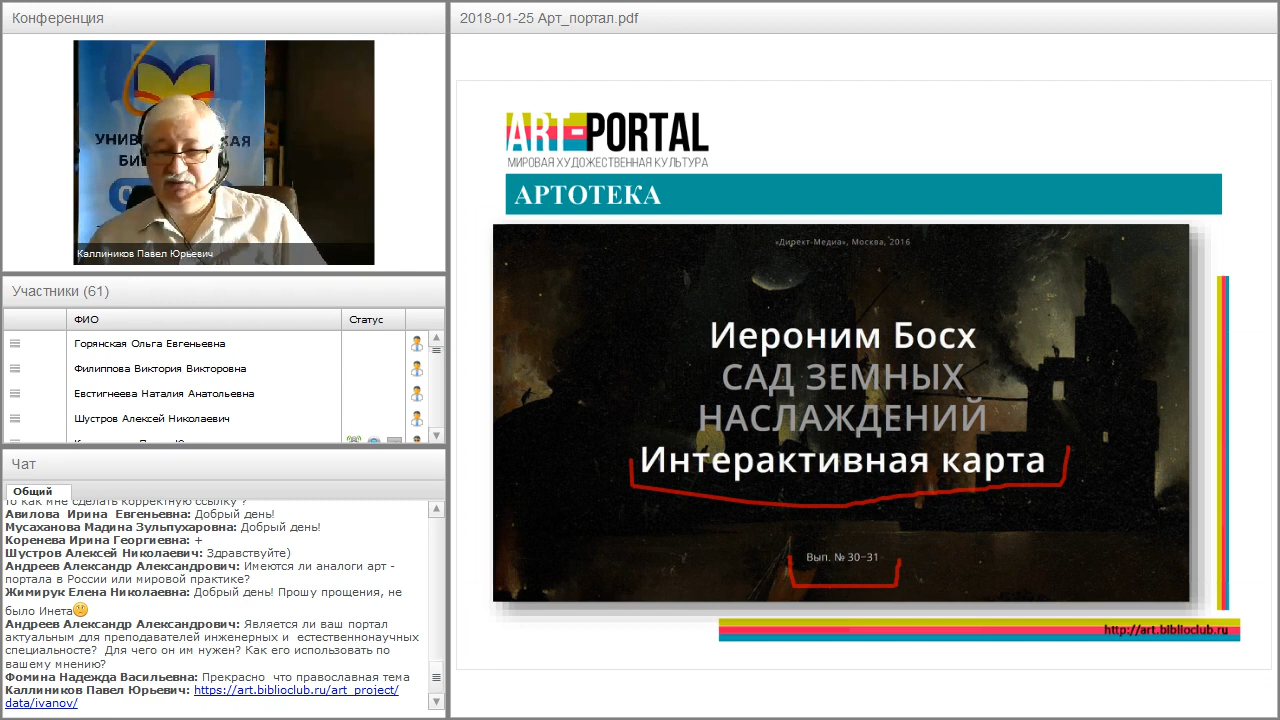 Конференция
УНИВ
КАЯ
БИ
Каллиников Павел Юрьевич
Участники (61)
ФИО
Статус
Горянская Ольга Евгеньевна
Филиппова Виктория Викторовна
Евстигнеева Наталия Анатольевна
Шустров Алексей Николаевич
Чат
Общий
то как мне сделать корректную ссылку ?
Авилова Ирина Евгеньевна: Добрый день!
Мусаханова Мадина Зульпухаровна: Добрый день!
Коренева Ирина Георгиевна: +
Шустров Алексей Николаевич: Здравствуйте)
Андреев Александр Александрович: Имеются ли аналоги арт -
портала в России или мировой практике?
Жимирук Елена Николаевна: Добрый день! Прошу прощения, не
было Инета
Андреев Александр Александрович: Является ли ваш портал
актуальным для преподавателей инженерных и естественнонаучных
специальносте? Для чего он им нужен? Как его использовать по
вашему мнению?
Фомина Надежда Васильевна: Прекрасно что православная тема
Каллиников Павел Юрьевич: https://art.biblioclub.ru/art_project/
data/ivanov/
2018-01-25 Арт_портал.pdf
ART-PORTAL
МИРОВАЯ ХУДОЖЕСТВЕННАЯ КУЛЬТУРА
АРТОТЕКА
«Директ-Медиа», Москва, 2016
Иероним Босх
САД ЗЕМНЫХ
НАСЛАЖДЕНИЙ
Интерактивная карта
Вып. № 30–31
http://art.biblioclub.ru